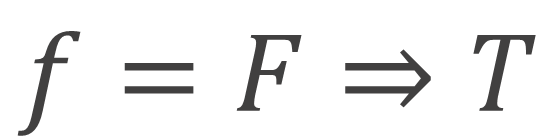 f = F ⇒ T